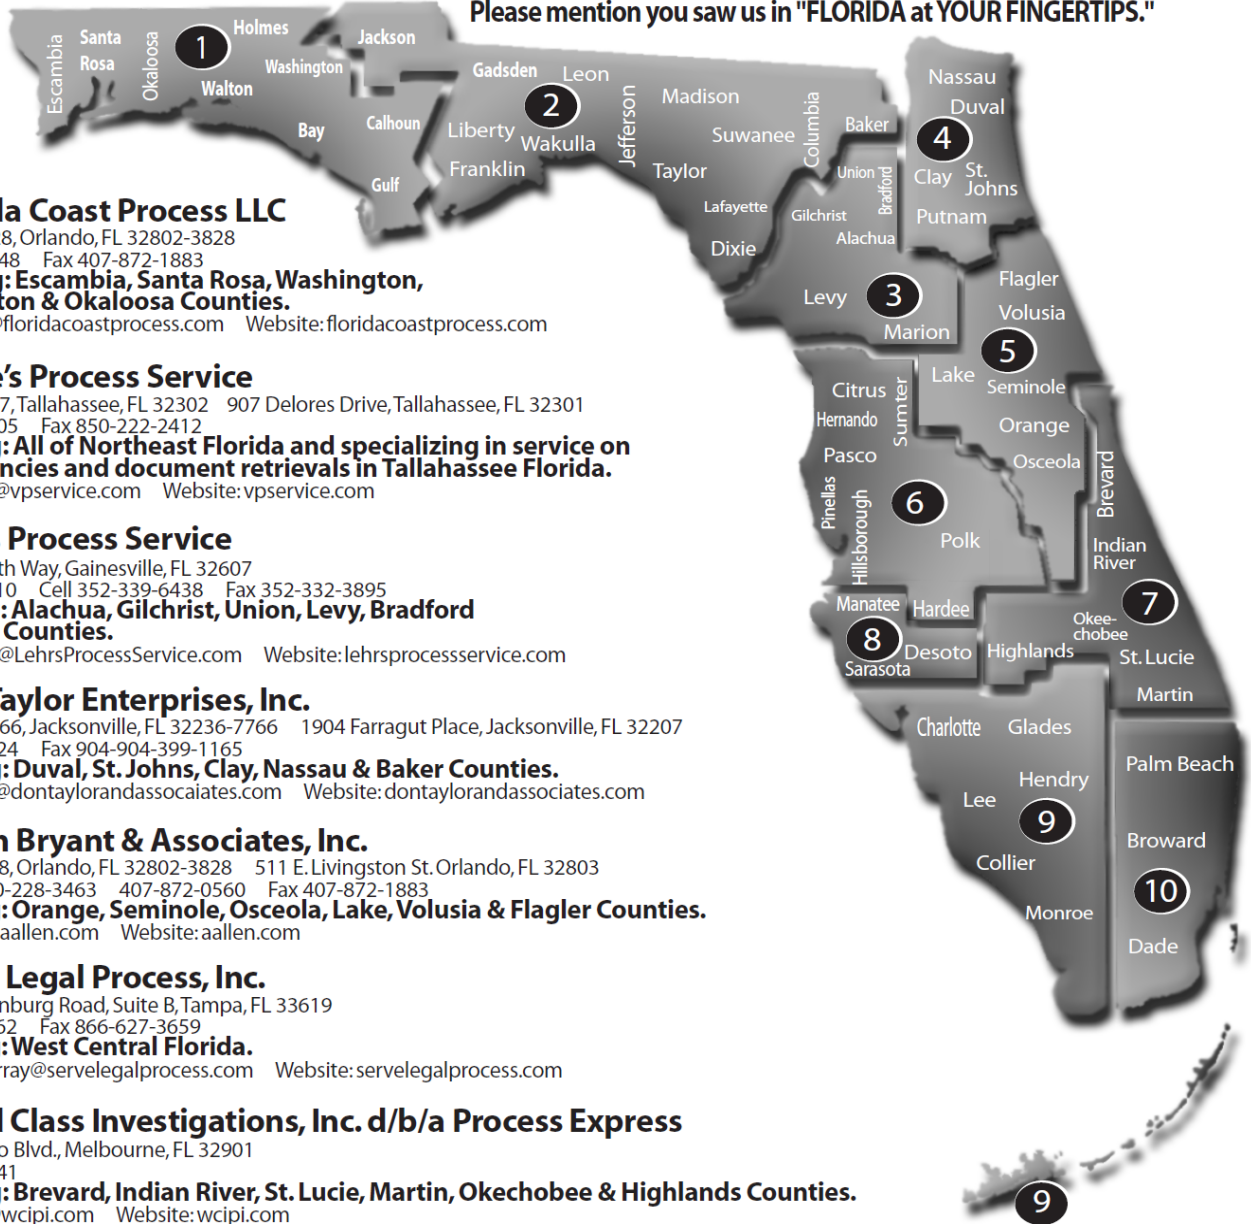 Please mention you saw us in "FLORIDA at YOUR FINGERTIPS."
Escambia
Santa
Rosa
Okaloosa
1
Holmes
Walton
Washington
Jackson
Bay
Calhoun
Gulf
Gadsden
Leon
2
Liberty
Wakulla
Franklin
Jefferson
Madison
Suwanee
Columbia
Taylor
Lafayette
Dixie
Baker
Union
Bradford
Gilchrist
Alachua
Levy
3
Marion
Nassau
Duval
4
Clay
St.
Johns
Putnam
Flagler
Volusia
5
Lake
Seminole
Orange
Osceola
Citrus
Sumter
Hernando
Pasco
Pinellas
Hillsborough
6
Polk
Brevard
Indian
River
7
Okee-
chobee
Highlands
St. Lucie
Martin
Manatee
Hardee
8
Desoto
Sarasota
Charlotte
Glades
Hendry
Lee
9
Collier
Monroe
Palm Beach
Broward
10
Dade
9
da Coast Process LLC
28, Orlando, FL 32802-3828
48 Fax 407-872-1883
g: Escambia, Santa Rosa, Washington,
ton & Okaloosa Counties.
@floridacoastprocess.com Website: floridacoastprocess.com
e's Process Service
7, Tallahassee, FL 32302 907 Delores Drive, Tallahassee, FL 32301
05 Fax 850-222-2412
g: All of Northeast Florida and specializing in service on
ncies and document retrievals in Tallahassee Florida.
@vpservice.com Website: vpservice.com
s Process Service
th Way, Gainesville, FL 32607
10 Cell 352-339-6438 Fax 352-332-3895
: Alachua, Gilchrist, Union, Levy, Bradford
Counties.
@LehrsProcessService.com Website: lehrsprocessservice.com
Taylor Enterprises, Inc.
66, Jacksonville, FL 32236-7766 1904 Farragut Place, Jacksonville, FL 32207
24 Fax 904-904-399-1165
g: Duval, St. Johns, Clay, Nassau & Baker Counties.
@dontaylorandassocaiates.com Website: dontaylorandassociates.com
n Bryant & Associates, Inc.
8, Orlando, FL 32802-3828 511 E. Livingston St. Orlando, FL 32803
0-228-3463 407-872-0560 Fax 407-872-1883
: Orange, Seminole, Osceola, Lake, Volusia & Flagler Counties.
aallen.com Website: aallen.com
Legal Process, Inc.
nburg Road, Suite B, Tampa, FL 33619
62 Fax 866-627-3659
: West Central Florida.
rray@servelegalprocess.com Website: servelegalprocess.com
d Class Investigations, Inc. d/b/a Process Express
o Blvd., Melbourne, FL 32901
41
g: Brevard, Indian River, St. Lucie, Martin, Okechobee & Highlands Counties.
@wcipi.com Website: wcipi.com